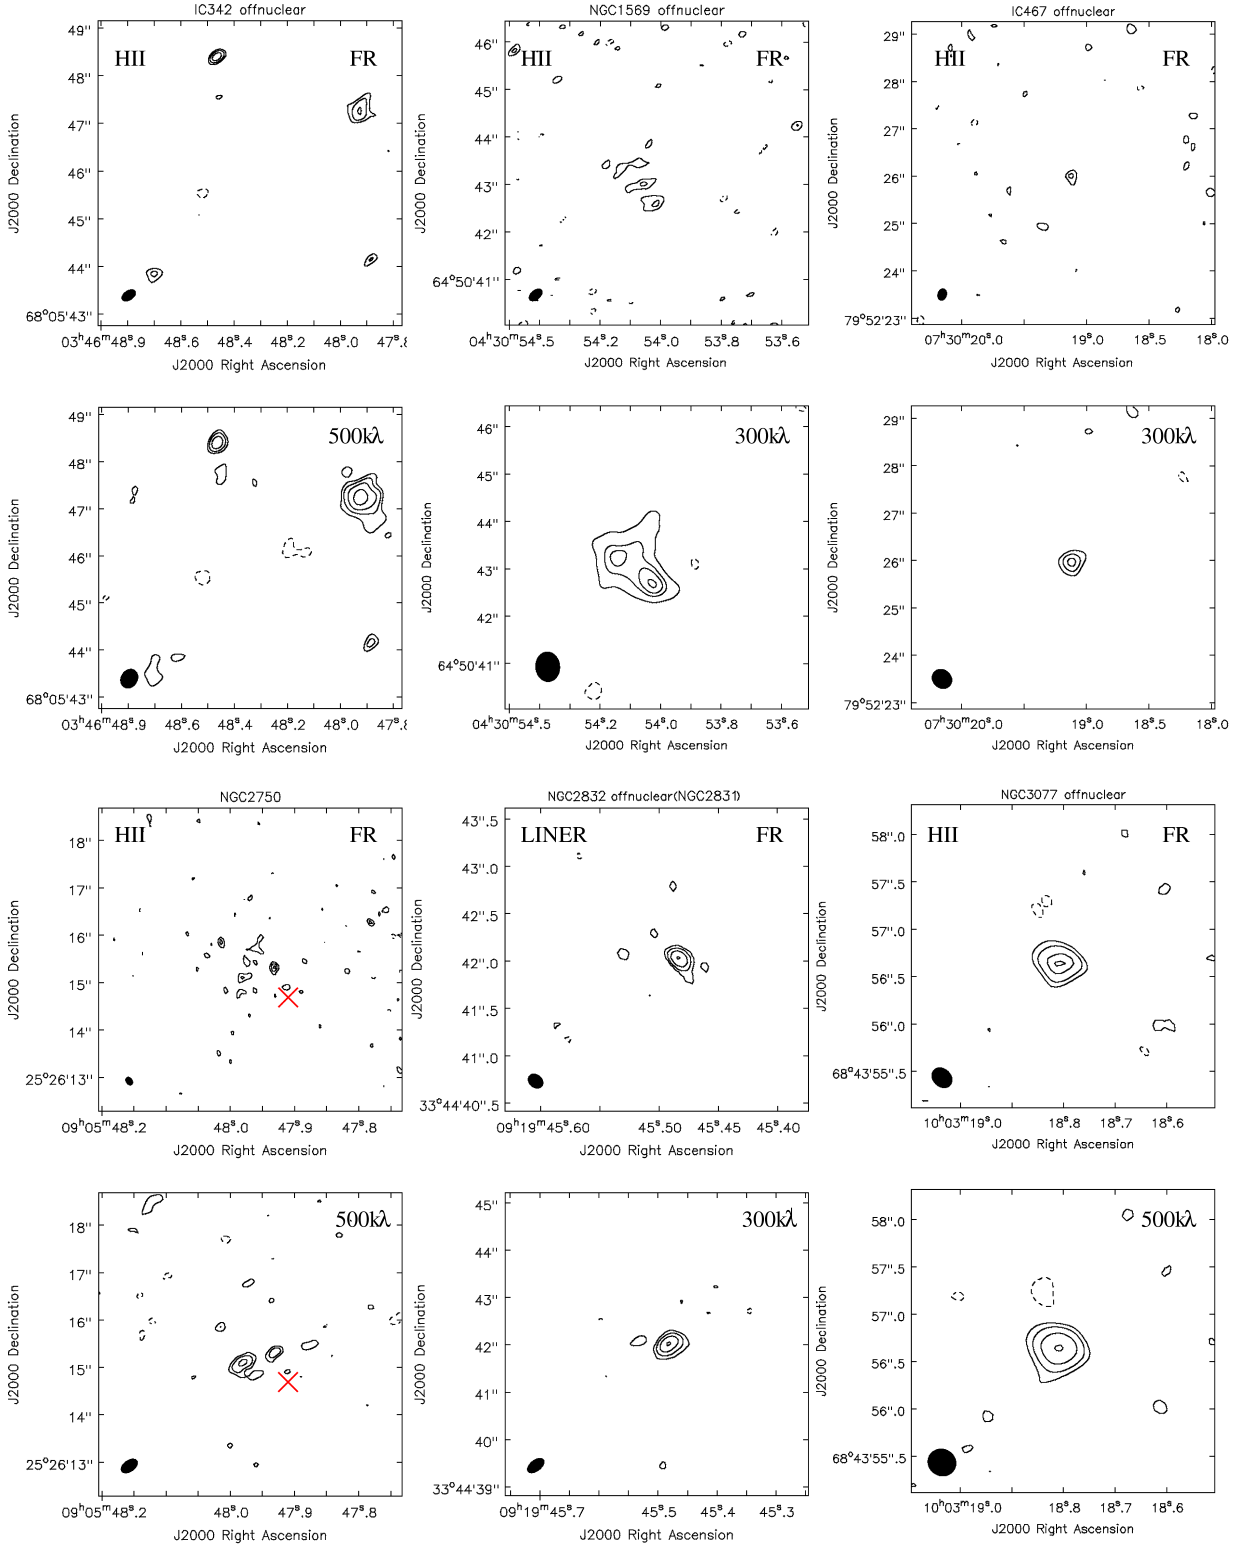 IC342 offnuclear
HII FR
J2000 Declination
49"
48"
47"
46"
45"
44"
68°05'43"
03ʰ46ᵐ48ˢ.9 48ˢ.6 48ˢ.4 48ˢ.2 48ˢ.0 47ˢ.8
J2000 Right Ascension
NGC1569 offnuclear
HII FR
J2000 Declination
46"
45"
44"
43"
42"
64°50'41"
04ʰ30ᵐ54ˢ.5 54ˢ.2 54ˢ.0 53ˢ.8 53ˢ.6
J2000 Right Ascension
IC467 offnuclear
HII FR
J2000 Declination
29"
28"
27"
26"
25"
24"
79°52'23"
07ʰ30ᵐ20ˢ.0 19ˢ.0 18ˢ.5 18ˢ.0
J2000 Right Ascension
500kλ
J2000 Declination
49"
48"
47"
46"
45"
44"
68°05'43"
03ʰ46ᵐ48ˢ.9 48ˢ.6 48ˢ.4 48ˢ.2 48ˢ.0 47ˢ.8
J2000 Right Ascension
300kλ
J2000 Declination
46"
45"
44"
43"
42"
64°50'41"
04ʰ30ᵐ54ˢ.5 54ˢ.2 54ˢ.0 53ˢ.8 53ˢ.6
J2000 Right Ascension
300kλ
J2000 Declination
29"
28"
27"
26"
25"
24"
79°52'23"
07ʰ30ᵐ20ˢ.0 19ˢ.0 18ˢ.5 18ˢ.0
J2000 Right Ascension
NGC2750
HII FR
J2000 Declination
18"
17"
16"
15"
14"
25°26'13"
09ʰ05ᵐ48ˢ.2 48ˢ.0 47ˢ.9 47ˢ.8
J2000 Right Ascension
NGC2832 offnuclear(NGC2831)
LINER FR
J2000 Declination
43".5
43".0
42".5
42".0
41".5
41".0
33°44'40".5
09ʰ19ᵐ45ˢ.60 45ˢ.50 45ˢ.45 45ˢ.40
J2000 Right Ascension
NGC3077 offnuclear
HII FR
J2000 Declination
58".0
57".5
57".0
56".5
56".0
68°43'55".5
10ʰ03ᵐ19ˢ.0 18ˢ.8 18ˢ.7 18ˢ.6
J2000 Right Ascension
500kλ
J2000 Declination
18"
17"
16"
15"
14"
25°26'13"
09ʰ05ᵐ48ˢ.2 48ˢ.0 47ˢ.9 47ˢ.8
J2000 Right Ascension
300kλ
J2000 Declination
45"
44"
43"
42"
41"
40"
33°44'39"
09ʰ19ᵐ45ˢ.7 45ˢ.5 45ˢ.4 45ˢ.3
J2000 Right Ascension
500kλ
J2000 Declination
58".0
57".5
57".0
56".5
56".0
68°43'55".5
10ʰ03ᵐ19ˢ.0 18ˢ.8 18ˢ.7 18ˢ.6
J2000 Right Ascension